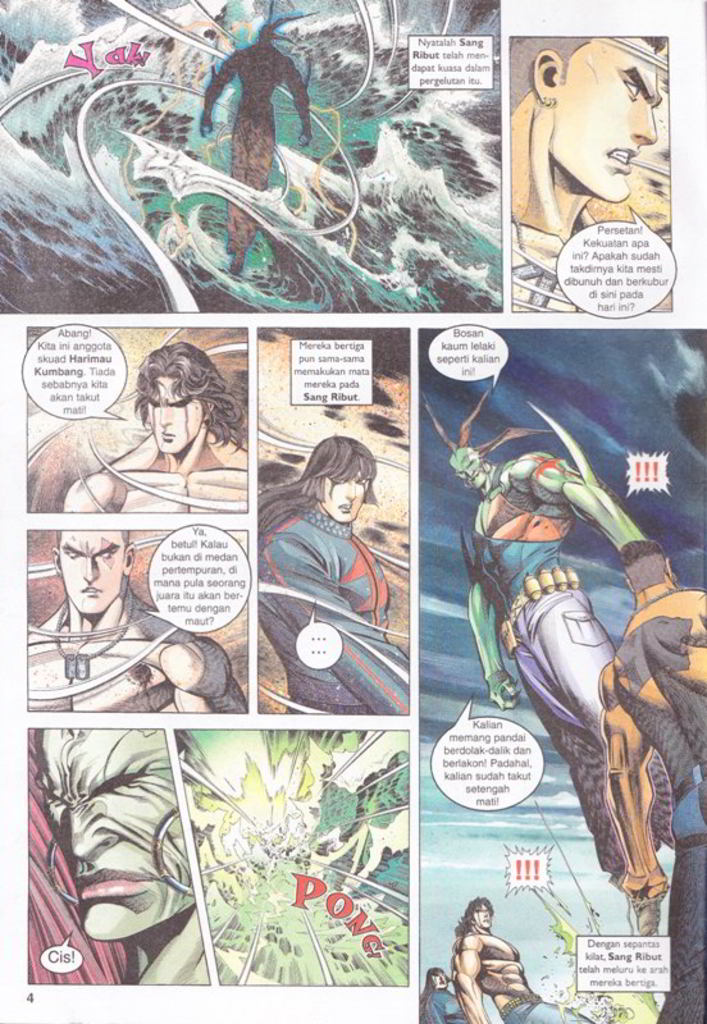 Yak
Nyatalah Sang
Ribut telah men-
dapat kuasa dalam
pergelutan itu.
Persetan!
Kekuatan apa
ini? Apakah sudah
takdirnya kita mesti
dibunuh dan berkubur
di sini pada
hari ini?
Abang!
Kita ini anggota
skuad Harimau
Kumbang. Tiada
sebabnya kita
akan takut
mati!
Mereka bertiga
pun sama-sama
memakukan mata
mereka pada
Sang Ribut.
Ya,
betul! Kalau
bukan di medan
pertempuran, di
mana pula seorang
juara itu akan ber-
temu dengan
maut?
...
...
Cis!
PONG
Bosan
kaum lelaki
seperti kalian
ini!
!!!
Kalian
memang pandai
berdolak-dalik dan
berlakon! Padahal,
kalian sudah takut
setengah
mati!
!!!
Dengan sepantas
kilat, Sang Ribut
telah meluru ke arah
mereka bertiga.
4